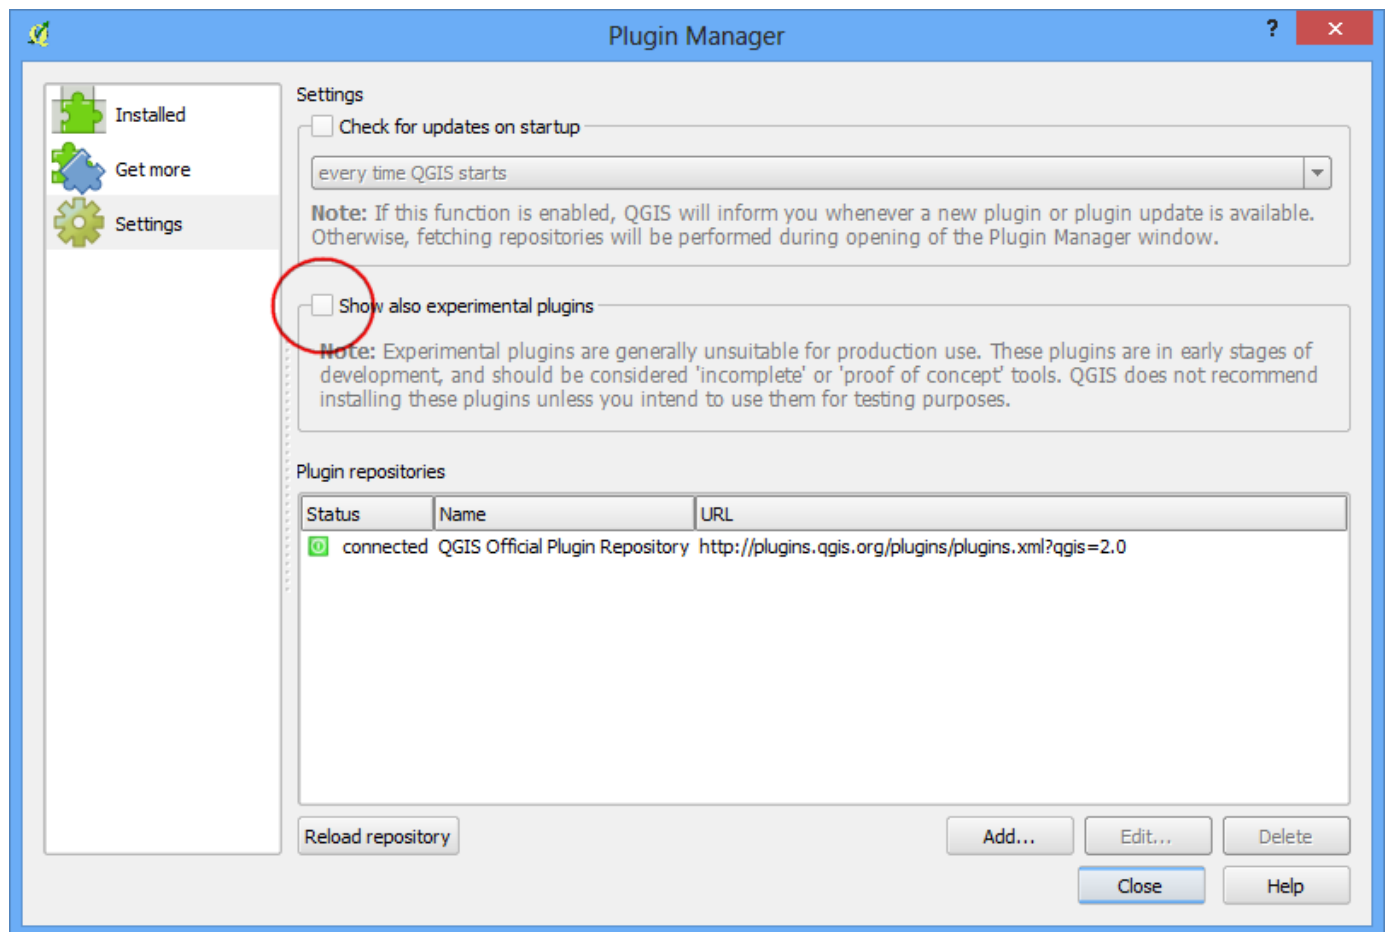 Plugin Manager
?
Installed
Get more
Settings
Settings
Check for updates on startup
every time QGIS starts
Note: If this function is enabled, QGIS will inform you whenever a new plugin or plugin update is available.
Otherwise, fetching repositories will be performed during opening of the Plugin Manager window.
Show also experimental plugins
Note: Experimental plugins are generally unsuitable for production use. These plugins are in early stages of
development, and should be considered 'incomplete' or 'proof of concept' tools. QGIS does not recommend
installing these plugins unless you intend to use them for testing purposes.
Plugin repositories
Status Name URL
connected QGIS Official Plugin Repository http://plugins.qgis.org/plugins/plugins.xml?qgis=2.0
Reload repository Add... Edit... Delete
Close Help